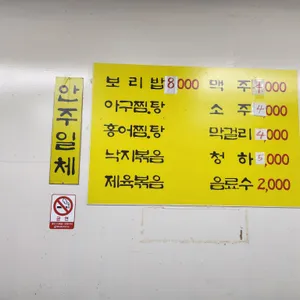 안주일체
보리밥 8000
아구찜,탕
홍어찜,탕
낙지볶음
제육볶음
맥주 4,000
소주 4,000
막걸리 4,000
청하 5,000
음료수 2,000
금연